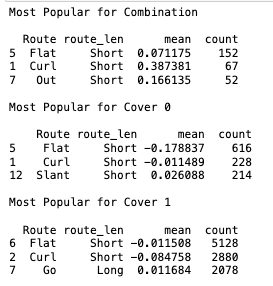 Most Popular for Combination
Route route_len mean count
5 Flat Short 0.071175 152
1 Curl Short 0.387381 67
7 Out Short 0.166135 52
Most Popular for Cover 0
Route route_len mean count
5 Flat Short -0.178837 616
1 Curl Short -0.011489 228
12 Slant Short 0.026088 214
Most Popular for Cover 1
Route route_len mean count
6 Flat Short -0.011508 5128
2 Curl Short -0.084758 2880
7 Go Long 0.011684 2078